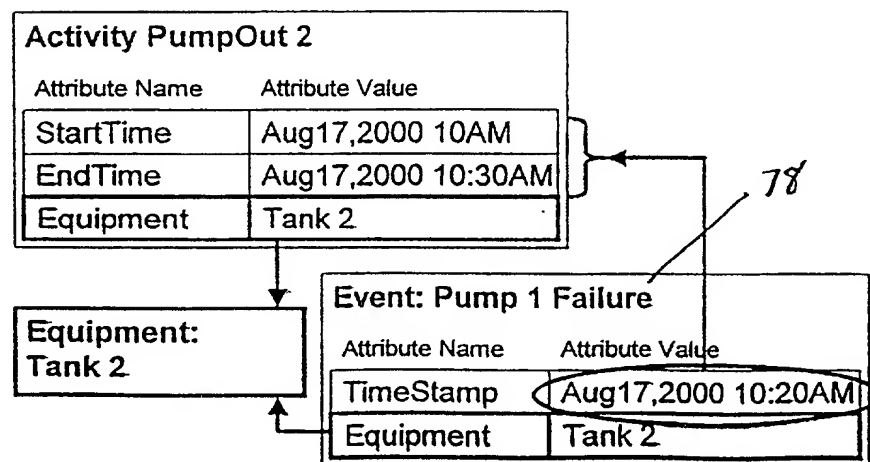 Activity PumpOut 2
Attribute Name Attribute Value
StartTime Aug17,2000 10AM
EndTime Aug17,2000 10:30AM
Equipment Tank 2
78
Equipment:
Tank 2
Event: Pump 1 Failure
Attribute Name Attribute Value
TimeStamp Aug17,2000 10:20AM
Equipment Tank 2